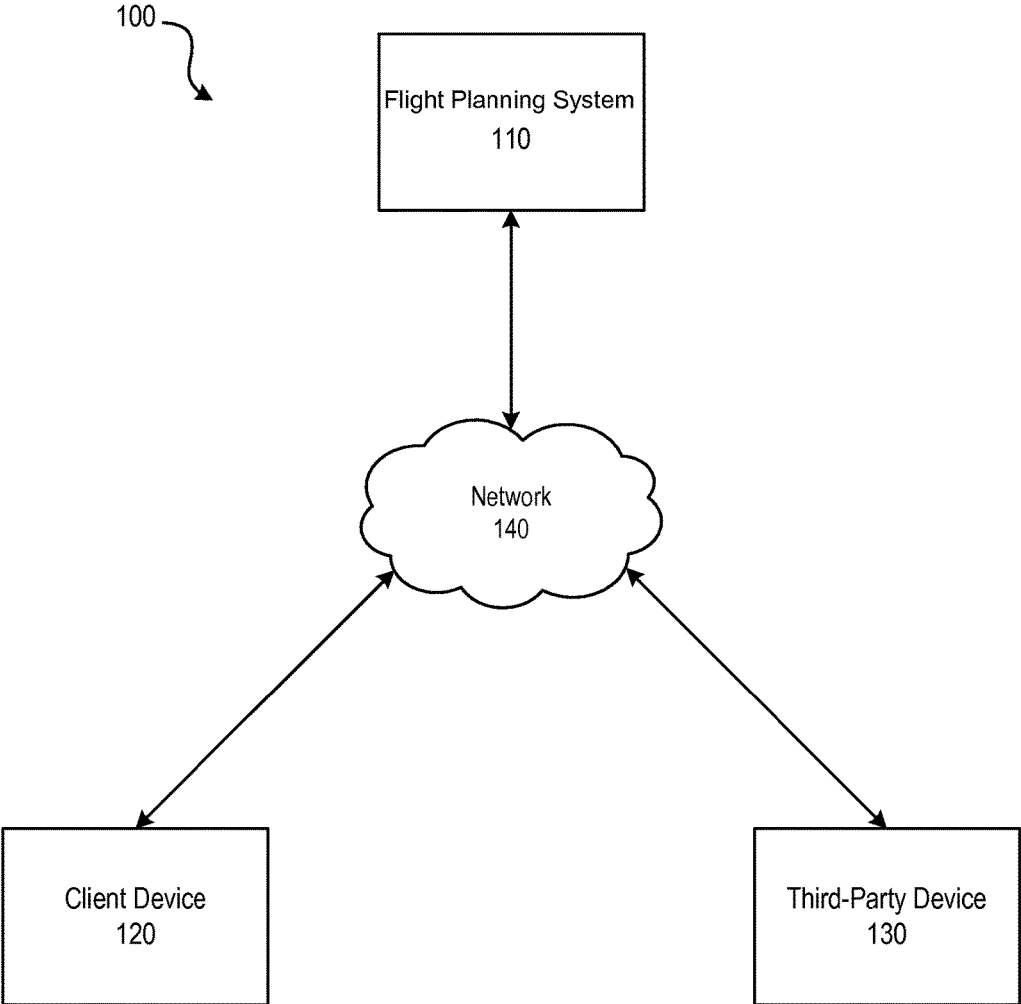 100
Flight Planning System
110
Network
140
Client Device
120
Third-Party Device
130